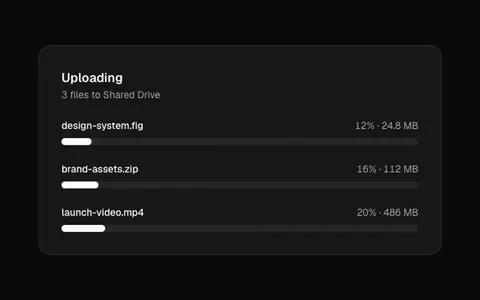 Uploading
3 files to Shared Drive
design-system.fig 12% · 24.8 MB
brand-assets.zip 16% · 112 MB
launch-video.mp4 20% · 486 MB